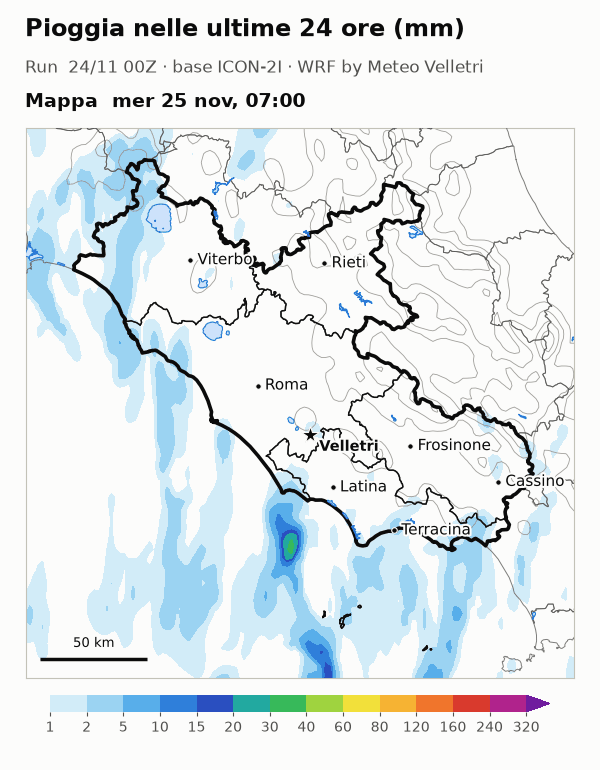 Pioggia nelle ultime 24 ore (mm)
Run  24/11 00Z · base ICON-2I · WRF by Meteo Velletri
Mappa  mer 25 nov, 07:00
Viterbo
Rieti
Roma
Velletri
Frosinone
Latina
Cassino
Terracina
50 km
1 2 5 10 15 20 30 40 60 80 120 160 240 320